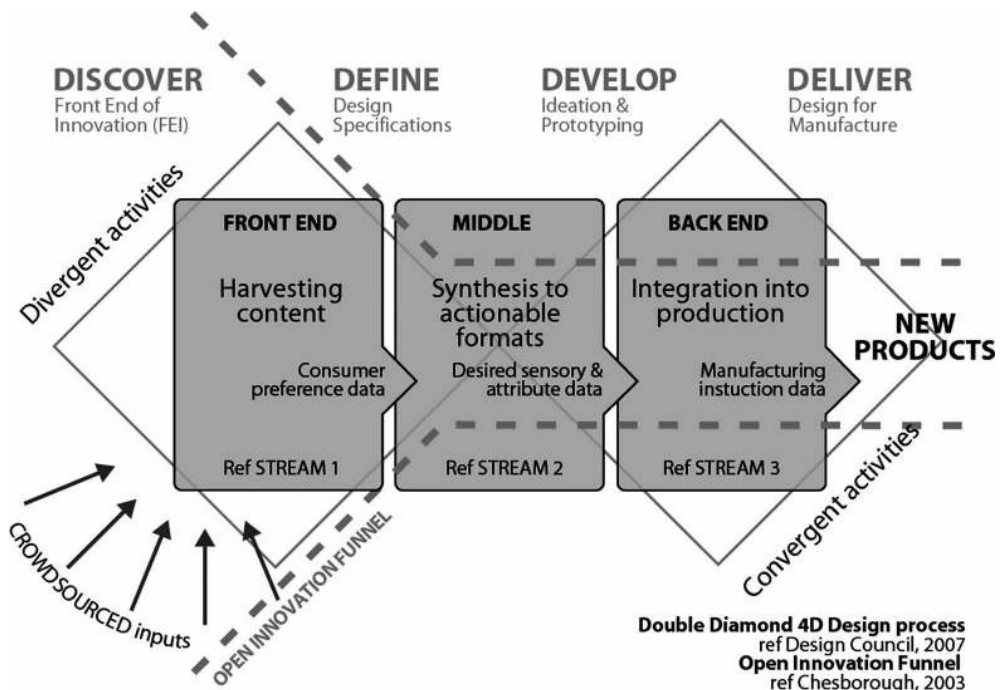 DISCOVER
Front End of
Innovation (FEI)
DEFINE
Design
Specifications
DEVELOP
Ideation &
Prototyping
DELIVER
Design for
Manufacture
Divergent activities
FRONT END
Harvesting
content
Consumer
preference data
Ref STREAM 1
MIDDLE
Synthesis to
actionable
formats
Desired sensory &
attribute data
Ref STREAM 2
BACK END
Integration into
production
Manufacturing
instuction data
Ref STREAM 3
NEW
PRODUCTS
CROWDSOURCED inputs
OPEN INNOVATION FUNNEL
Convergent activities
Double Diamond 4D Design process
ref Design Council, 2007
Open Innovation Funnel
ref Chesborough, 2003